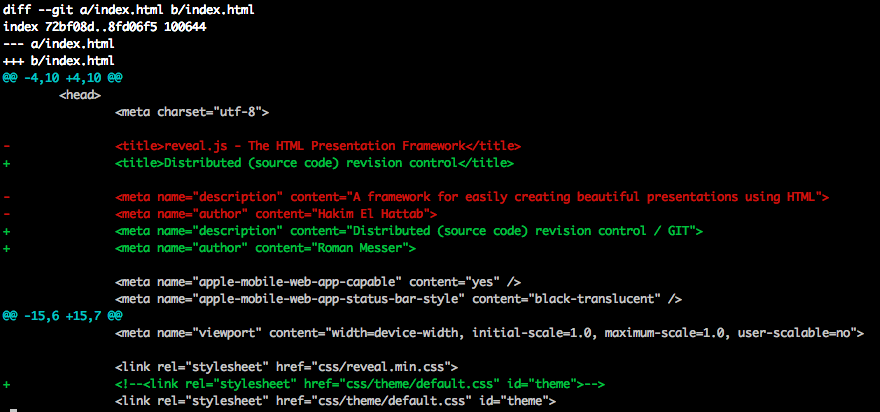 diff --git a/index.html b/index.html
index 72bf08d..8fd06f5 100644
--- a/index.html
+++ b/index.html
@@ -4,10 +4,10 @@
        <head>
                <meta charset="utf-8">

-               <title>reveal.js - The HTML Presentation Framework</title>
+               <title>Distributed (source code) revision control</title>

-               <meta name="description" content="A framework for easily creating beautiful presentations using HTML">
-               <meta name="author" content="Hakim El Hattab">
+               <meta name="description" content="Distributed (source code) revision control / GIT">
+               <meta name="author" content="Roman Messer">

                <meta name="apple-mobile-web-app-capable" content="yes" />
                <meta name="apple-mobile-web-app-status-bar-style" content="black-translucent" />
@@ -15,6 +15,7 @@
                <meta name="viewport" content="width=device-width, initial-scale=1.0, maximum-scale=1.0, user-scalable=no">

                <link rel="stylesheet" href="css/reveal.min.css">
+               <!--<link rel="stylesheet" href="css/theme/default.css" id="theme">-->
                <link rel="stylesheet" href="css/theme/default.css" id="theme">